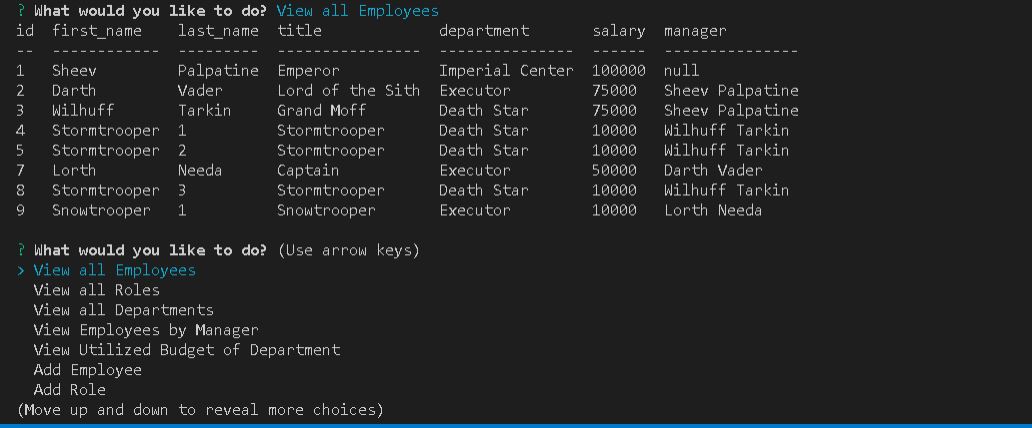 ? What would you like to do? View all Employees
id  first_name    last_name  title             department       salary  manager
--  ------------  ---------  ----------------  ---------------  ------  ---------------
1   Sheev         Palpatine  Emperor           Imperial Center  100000  null
2   Darth         Vader      Lord of the Sith  Executor         75000   Sheev Palpatine
3   Wilhuff       Tarkin     Grand Moff        Death Star       75000   Sheev Palpatine
4   Stormtrooper  1          Stormtrooper      Death Star       10000   Wilhuff Tarkin
5   Stormtrooper  2          Stormtrooper      Death Star       10000   Wilhuff Tarkin
7   Lorth         Needa      Captain           Executor         50000   Darth Vader
8   Stormtrooper  3          Stormtrooper      Death Star       10000   Wilhuff Tarkin
9   Snowtrooper   1          Snowtrooper       Executor         10000   Lorth Needa
? What would you like to do? (Use arrow keys)
> View all Employees
  View all Roles
  View all Departments
  View Employees by Manager
  View Utilized Budget of Department
  Add Employee
  Add Role
(Move up and down to reveal more choices)